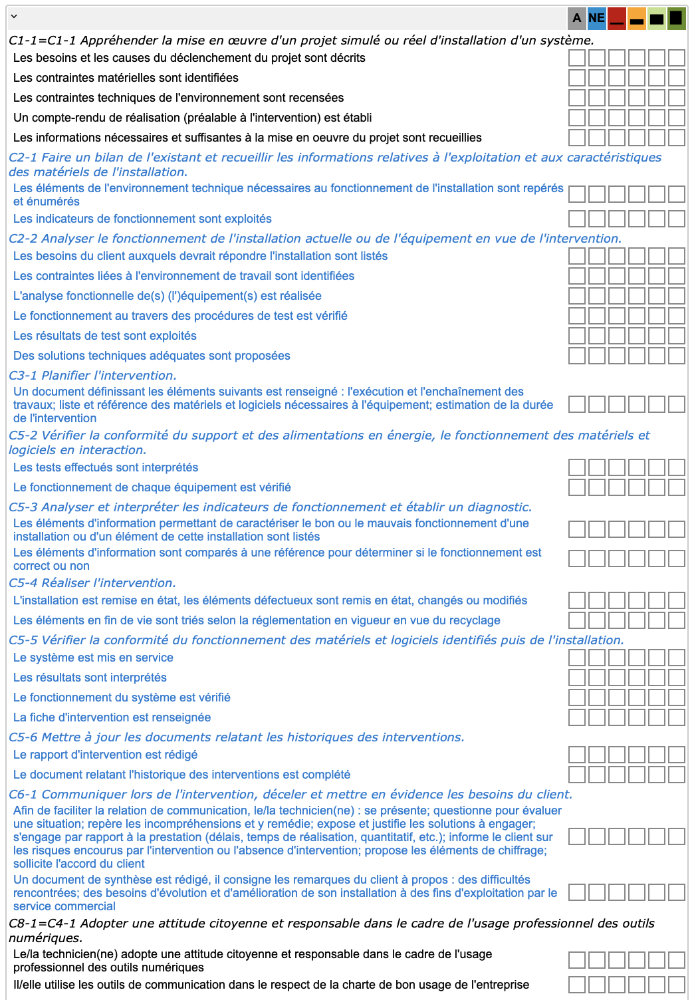 A NE
C1-1=C1-1 Appréhender la mise en œuvre d'un projet simulé ou réel d'installation d'un système.
Les besoins et les causes du déclenchement du projet sont décrits
Les contraintes matérielles sont identifiées
Les contraintes techniques de l'environnement sont recensées
Un compte-rendu de réalisation (préalable à l'intervention) est établi
Les informations nécessaires et suffisantes à la mise en oeuvre du projet sont recueillies
C2-1 Faire un bilan de l'existant et recueillir les informations relatives à l'exploitation et aux caractéristiques
des matériels de l'installation.
Les éléments de l'environnement technique nécessaires au fonctionnement de l'installation sont repérés
et énumérés
Les indicateurs de fonctionnement sont exploités
C2-2 Analyser le fonctionnement de l'installation actuelle ou de l'équipement en vue de l'intervention.
Les besoins du client auxquels devrait répondre l'installation sont listés
Les contraintes liées à l'environnement de travail sont identifiées
L'analyse fonctionnelle de(s) (l')équipement(s) est réalisée
Le fonctionnement au travers des procédures de test est vérifié
Les résultats de test sont exploités
Des solutions techniques adéquates sont proposées
C3-1 Planifier l'intervention.
Un document définissant les éléments suivants est renseigné : l'exécution et l'enchaînement des
travaux; liste et référence des matériels et logiciels nécessaires à l'équipement; estimation de la durée
de l'intervention
C5-2 Vérifier la conformité du support et des alimentations en énergie, le fonctionnement des matériels et
logiciels en interaction.
Les tests effectués sont interprétés
Le fonctionnement de chaque équipement est vérifié
C5-3 Analyser et interpréter les indicateurs de fonctionnement et établir un diagnostic.
Les éléments d'information permettant de caractériser le bon ou le mauvais fonctionnement d'une
installation ou d'un élément de cette installation sont listés
Les éléments d'information sont comparés à une référence pour déterminer si le fonctionnement est
correct ou non
C5-4 Réaliser l'intervention.
L'installation est remise en état, les éléments défectueux sont remis en état, changés ou modifiés
Les éléments en fin de vie sont triés selon la réglementation en vigueur en vue du recyclage
C5-5 Vérifier la conformité du fonctionnement des matériels et logiciels identifiés puis de l'installation.
Le système est mis en service
Les résultats sont interprétés
Le fonctionnement du système est vérifié
La fiche d'intervention est renseignée
C5-6 Mettre à jour les documents relatant les historiques des interventions.
Le rapport d'intervention est rédigé
Le document relatant l'historique des interventions est complété
C6-1 Communiquer lors de l'intervention, déceler et mettre en évidence les besoins du client.
Afin de faciliter la relation de communication, le/la technicien(ne) : se présente; questionne pour évaluer
une situation; repère les incompréhensions et y remédie; expose et justifie les solutions à engager;
s'engage par rapport à la prestation (délais, temps de réalisation, quantitatif, etc.); informe le client sur
les risques encourus par l'intervention ou l'absence d'intervention; propose les éléments de chiffrage;
sollicite l'accord du client
Un document de synthèse est rédigé, il consigne les remarques du client à propos : des difficultés
rencontrées; des besoins d'évolution et d'amélioration de son installation à des fins d'exploitation par le
service commercial
C8-1=C4-1 Adopter une attitude citoyenne et responsable dans le cadre de l'usage professionnel des outils
numériques.
Le/la technicien(ne) adopte une attitude citoyenne et responsable dans le cadre de l'usage
professionnel des outils numériques
Il/elle utilise les outils de communication dans le respect de la charte de bon usage de l'entreprise